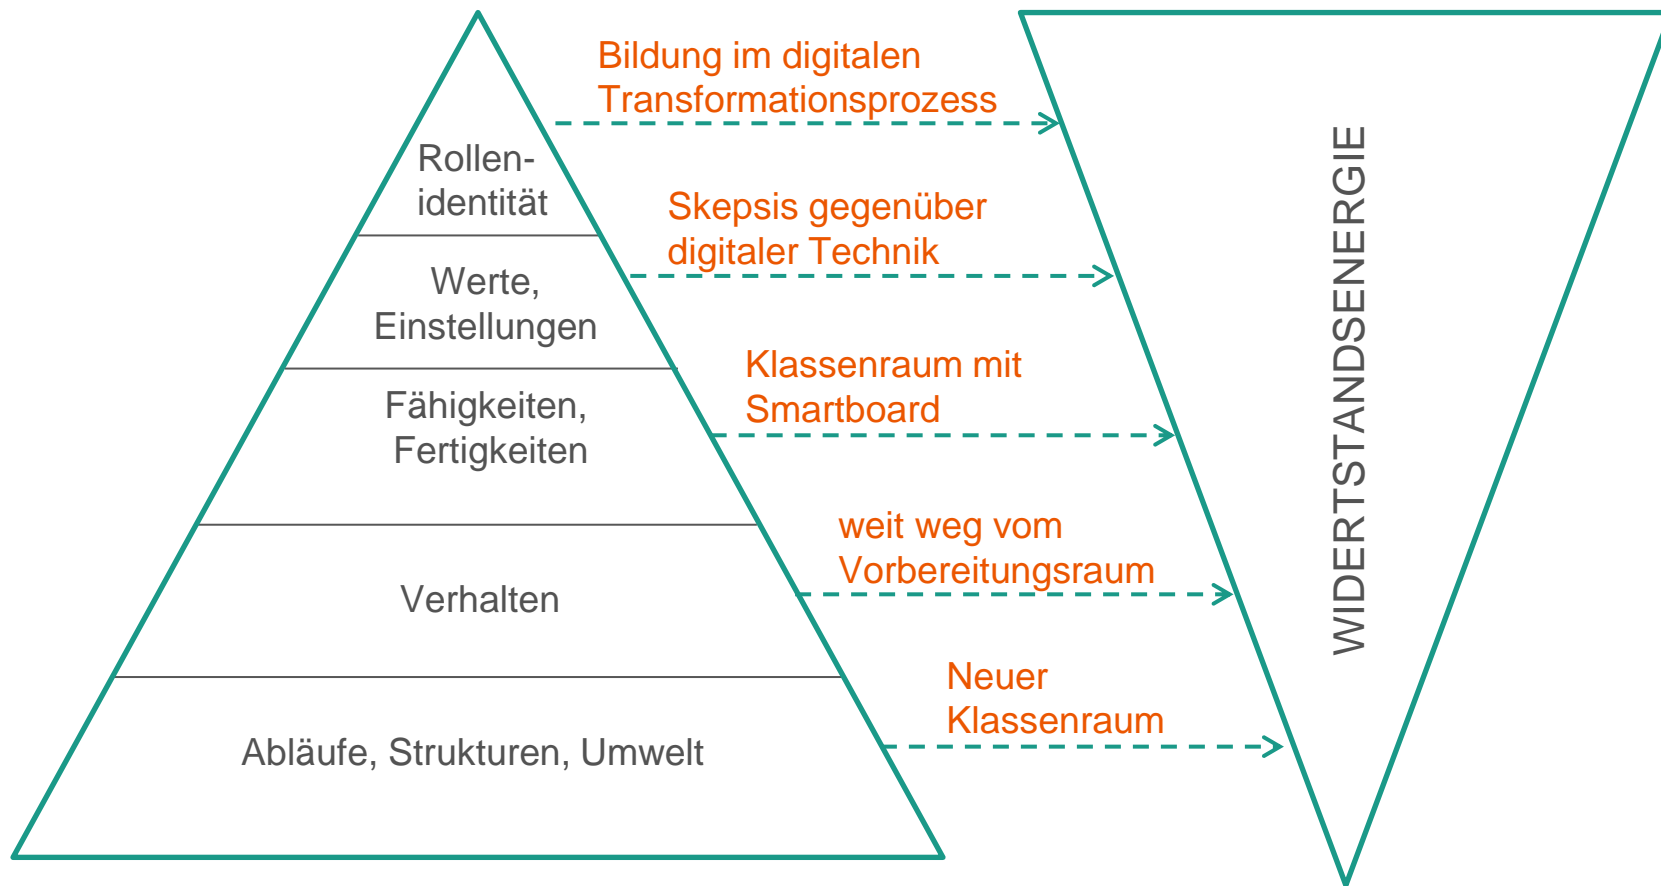 Bildung im digitalen
Transformationsprozess
Rollen-
identität
Skepsis gegenüber
digitaler Technik
Werte,
Einstellungen
Klassenraum mit
Smartboard
Fähigkeiten,
Fertigkeiten
weit weg vom
Vorbereitungsraum
Verhalten
Neuer
Klassenraum
Abläufe, Strukturen, Umwelt
WIDERTSTANDSENERGIE